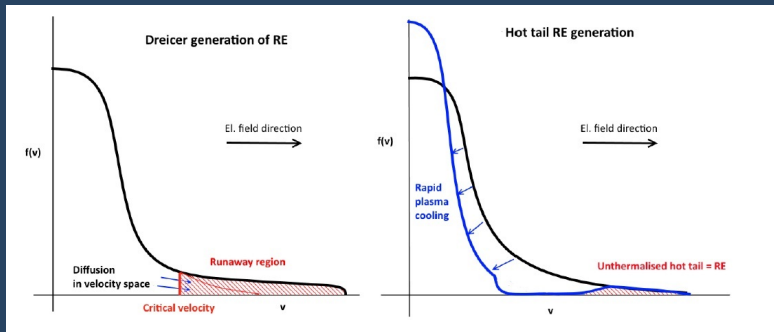 Dreicer generation of RE
El. field direction
f(v)
Diffusion
in velocity space
Runaway region
Critical velocity
v
Hot tail RE generation
El. field direction
f(v)
Rapid
plasma
cooling
Unthermalised hot tail = RE
v